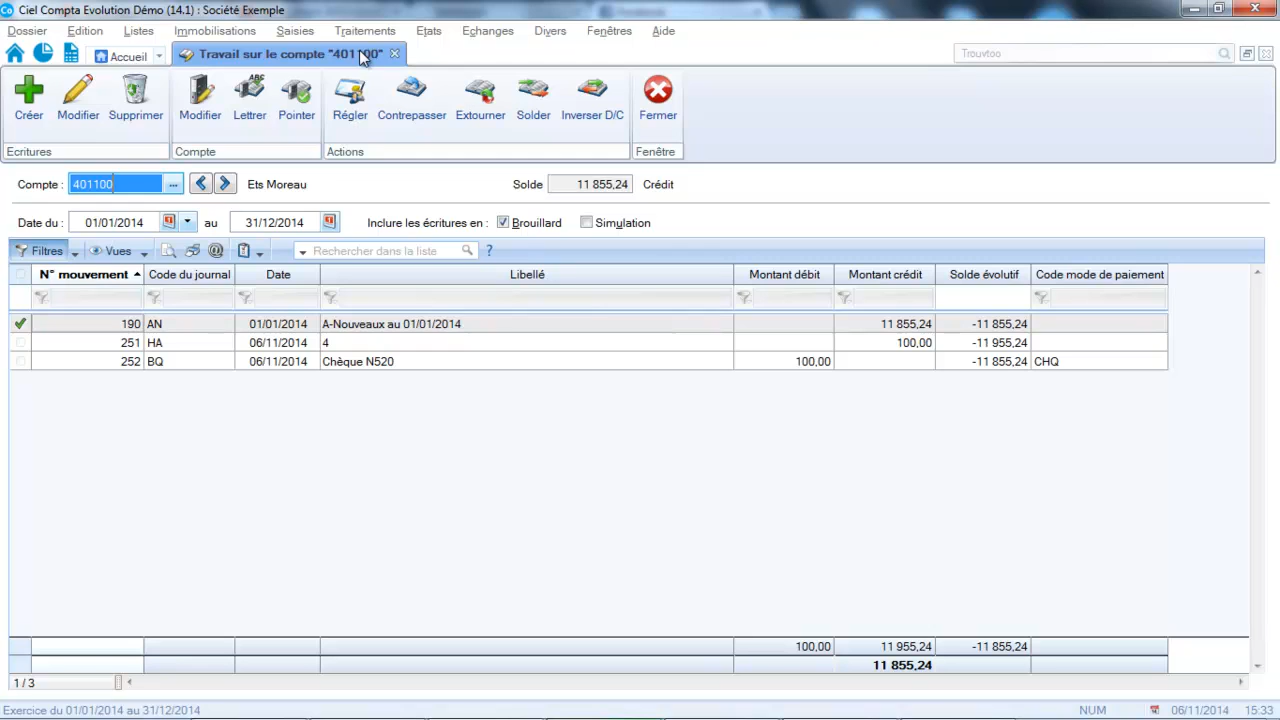 Ciel Compta Evolution Démo (14.1) : Société Exemple
Dossier Edition Listes Immobilisations Saisies Traitements Etats Echanges Divers Fenêtres Aide
Accueil Travail sur le compte "401100" Trouvtoo
Créer Modifier Supprimer Modifier Lettrer Pointer Régler Contrepasser Extourner Solder Inverser D/C Fermer
Ecritures Compte Actions Fenêtre
Compte : 401100 ... Ets Moreau Solde 11 855,24 Crédit
Date du : 01/01/2014 au 31/12/2014 Inclure les écritures en : Brouillard Simulation
Filtres Vues Rechercher dans la liste ?
N° mouvement Code du journal Date Libellé Montant débit Montant crédit Solde évolutif Code mode de paiement
190 AN 01/01/2014 A-Nouveaux au 01/01/2014 11 855,24 -11 855,24
251 HA 06/11/2014 4 100,00 -11 955,24
252 BQ 06/11/2014 Chèque N520 100,00 -11 855,24 CHQ
100,00 11 955,24 -11 855,24
11 855,24
1 / 3
Exercice du 01/01/2014 au 31/12/2014 NUM 06/11/2014 15:33